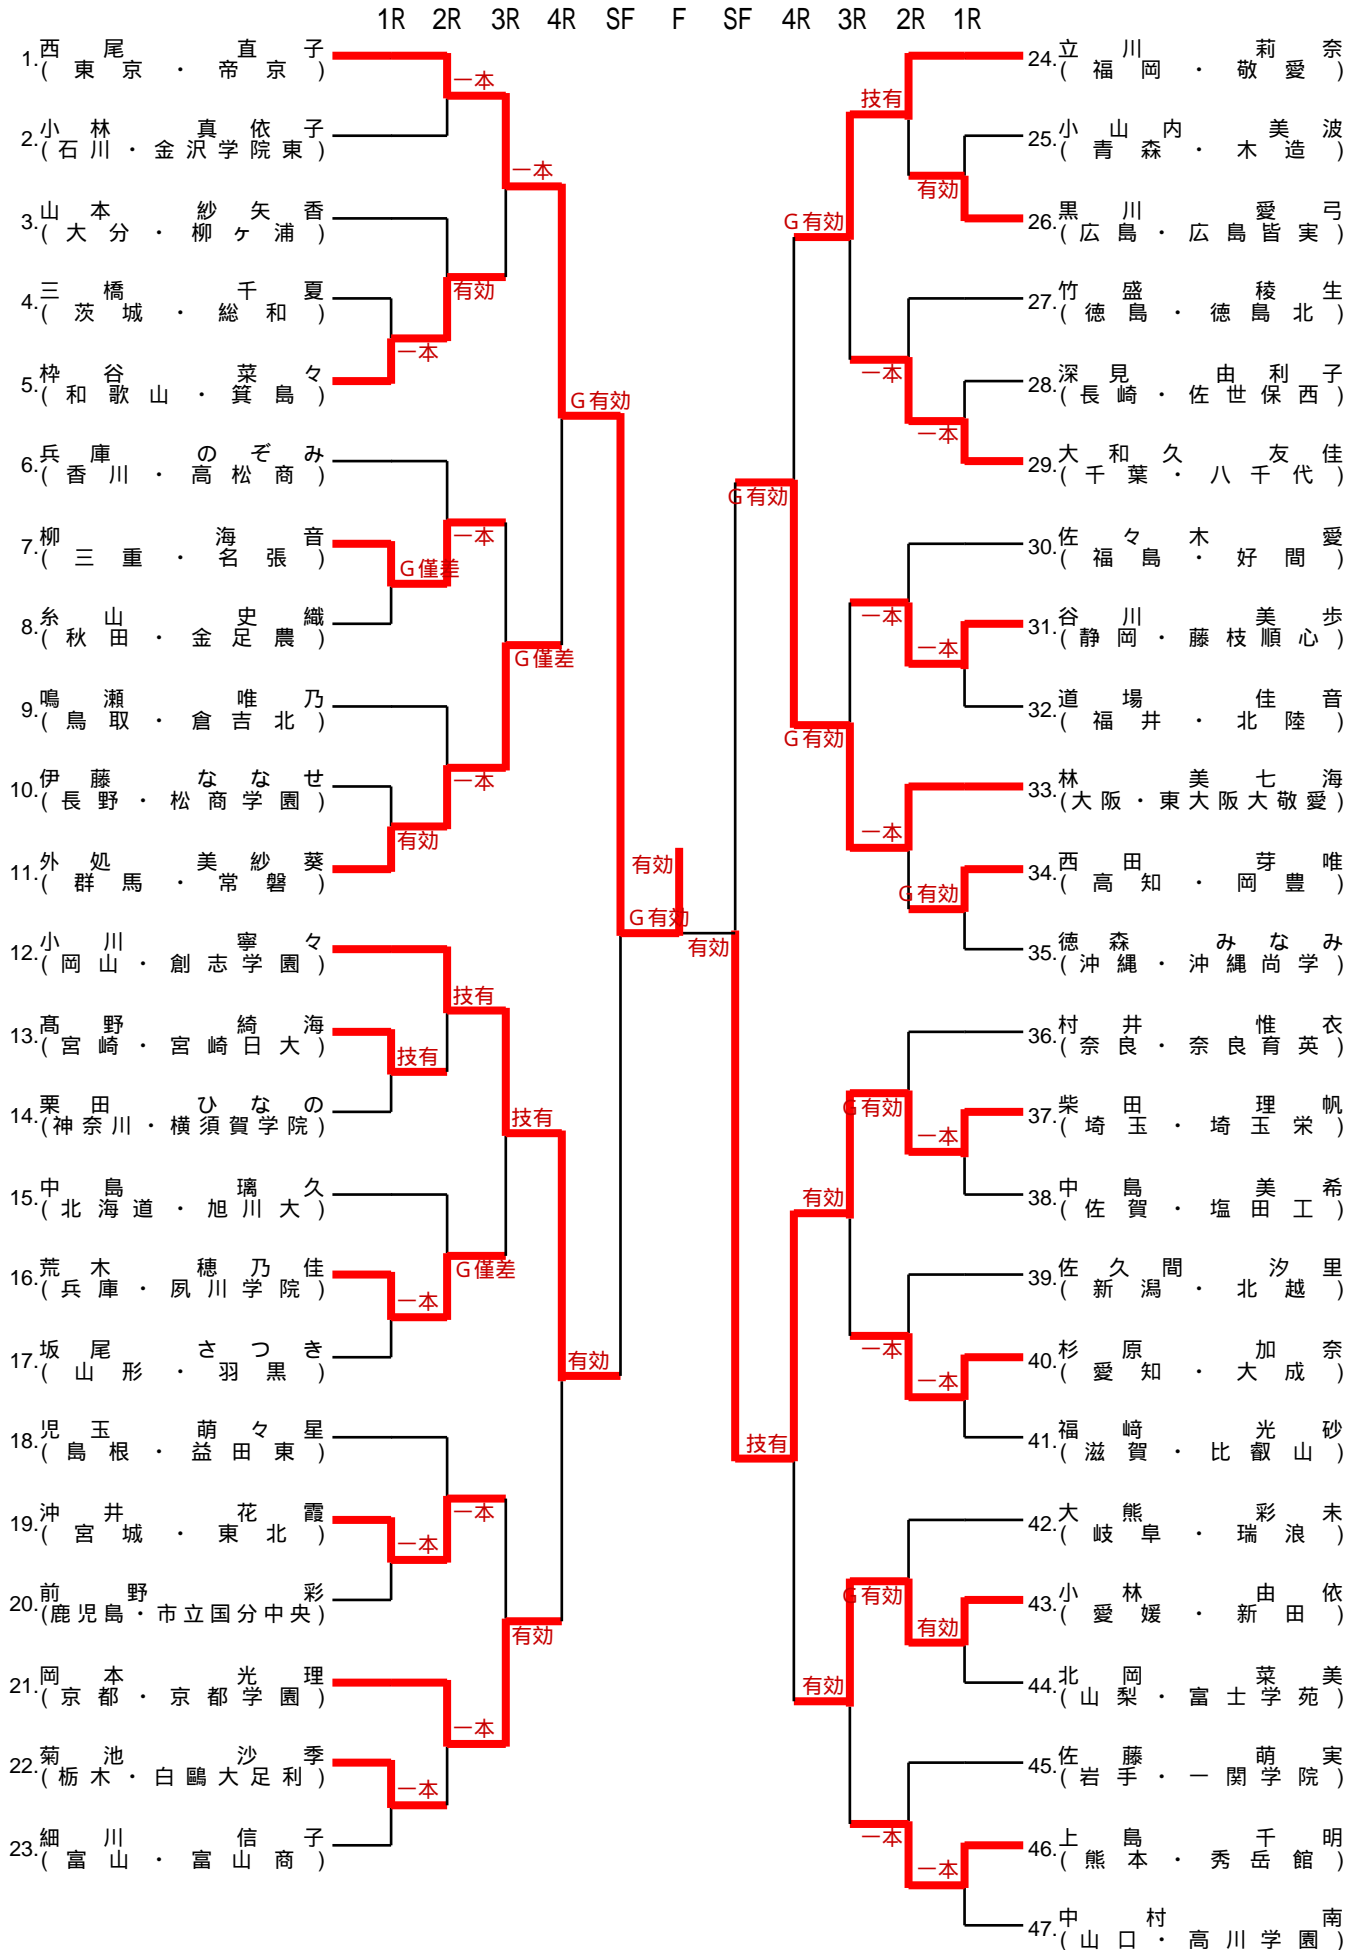 1R 2R 3R 4R SF F SF 4R 3R 2R 1R
1. 西尾 直子
(東京・帝京)
一本
2. 小林 真依子
(石川・金沢学院東)
一本
3. 山本 紗矢香
(大分・柳ヶ浦)
有効
4. 三橋 千夏
(茨城・総和)
一本
5. 枠谷 菜々
(和歌山・箕島)
G有効
6. 兵庫 のぞみ
(香川・高松商)
一本
7. 柳 海音
(三重・名張)
G僅差
8. 糸山 史織
(秋田・金足農)
G僅差
9. 鳴瀬 唯乃
(鳥取・倉吉北)
一本
10. 伊藤 ななせ
(長野・松商学園)
有効
11. 外処 美紗葵
(群馬・常磐)
有効
G有効
有効
12. 小川 寧々
(岡山・創志学園)
技有
13. 髙野 綺海
(宮崎・宮崎日大)
技有
14. 栗田 ひなの
(神奈川・横須賀学院)
技有
15. 中島 璃久
(北海道・旭川大)
G僅差
16. 荒木 穂乃佳
(兵庫・夙川学院)
一本
17. 坂尾 さつき
(山形・羽黒)
有効
18. 児玉 萌々星
(島根・益田東)
一本
19. 沖井 花霞
(宮城・東北)
一本
20. 前野 彩
(鹿児島・市立国分中央)
有効
21. 岡本 光理
(京都・京都学園)
一本
22. 菊池 沙季
(栃木・白鷗大足利)
一本
23. 細川 信子
(富山・富山商)
24. 立川 莉奈
(福岡・敬愛)
技有
25. 小山内 美波
(青森・木造)
有効
26. 黒川 愛弓
(広島・広島皆実)
G有効
27. 竹盛 稜生
(徳島・徳島北)
一本
28. 深見 由利子
(長崎・佐世保西)
一本
29. 大和久 友佳
(千葉・八千代)
G有効
30. 佐々木 愛
(福島・好間)
一本
31. 谷川 美歩
(静岡・藤枝順心)
一本
32. 道場 佳音
(福井・北陸)
G有効
33. 林 美七海
(大阪・東大阪大敬愛)
一本
34. 西田 芽唯
(高知・岡豊)
G有効
35. 徳森 みなみ
(沖縄・沖縄尚学)
36. 村井 惟衣
(奈良・奈良育英)
G有効
37. 柴田 理帆
(埼玉・埼玉栄)
一本
38. 中島 美希
(佐賀・塩田工)
有効
39. 佐久間 汐里
(新潟・北越)
一本
40. 杉原 加奈
(愛知・大成)
一本
41. 福﨑 光砂
(滋賀・比叡山)
技有
42. 大熊 彩未
(岐阜・瑞浪)
G有効
43. 小林 由依
(愛媛・新田)
有効
44. 北岡 菜美
(山梨・富士学苑)
有効
45. 佐藤 萌実
(岩手・一関学院)
一本
46. 上島 千明
(熊本・秀岳館)
一本
47. 中村 南
(山口・高川学園)